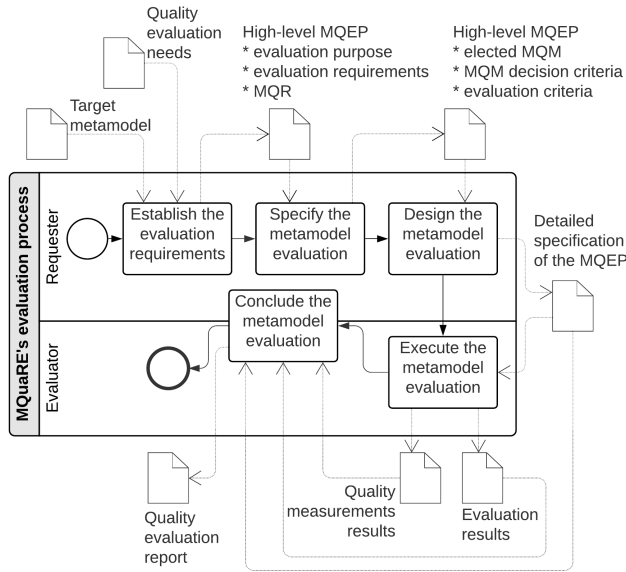 Quality
evaluation
needs
High-level MQEP
* evaluation purpose
* evaluation requirements
* MQR
High-level MQEP
* elected MQM
* MQM decision criteria
* evaluation criteria
Target
metamodel
MQuaRE's evaluation process
Requester
Establish the
evaluation
requirements
Specify the
metamodel
evaluation
Design the
metamodel
evaluation
Detailed
specification
of the MQEP
Evaluator
Conclude the
metamodel
evaluation
Execute the
metamodel
evaluation
Quality
evaluation
report
Quality
measurements
results
Evaluation
results